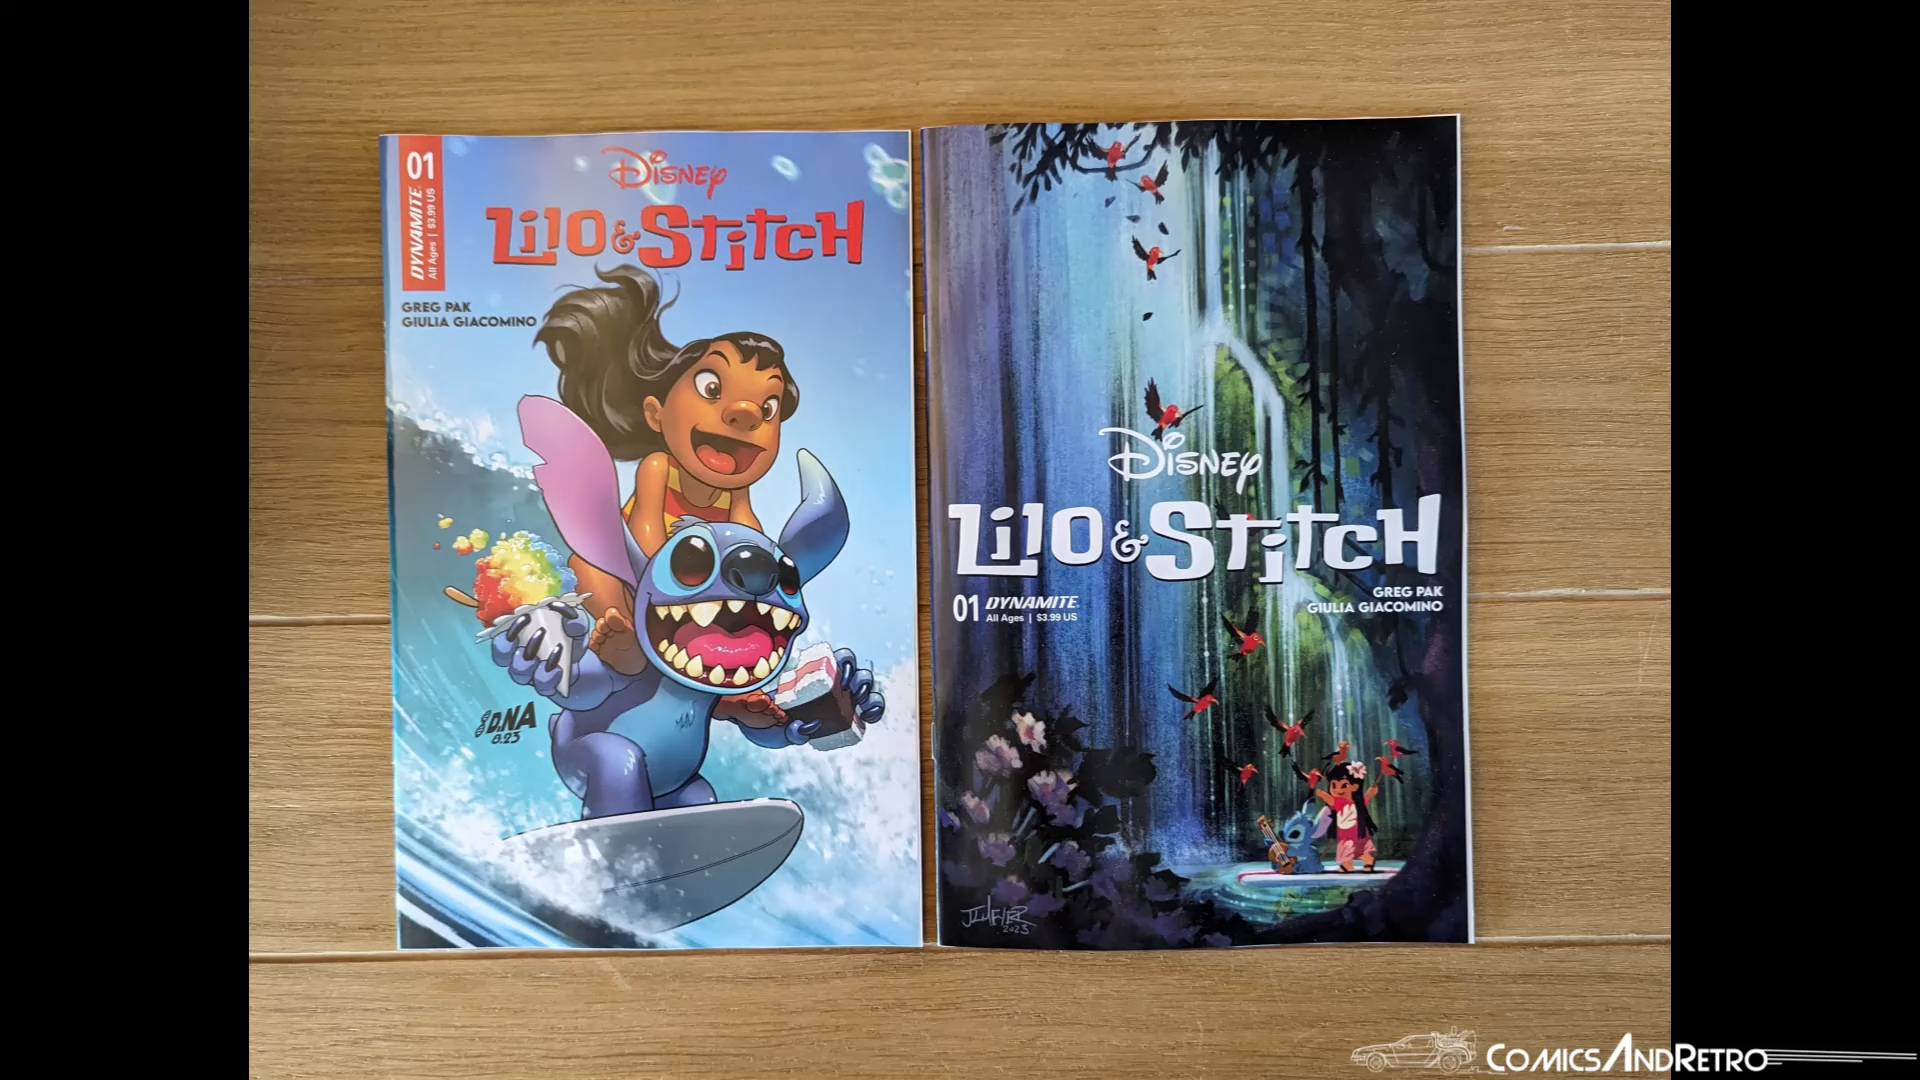 01
DYNAMITE
All Ages | $3.99 US
DISNEY
Lilo & Stitch
GREG PAK
GIULIA GIACOMINO
D.NA
8.23
DISNEY
Lilo & Stitch
01 DYNAMITE
All Ages | $3.99 US
GREG PAK
GIULIA GIACOMINO
J.MEYER
2023
COMICSANDRETRO